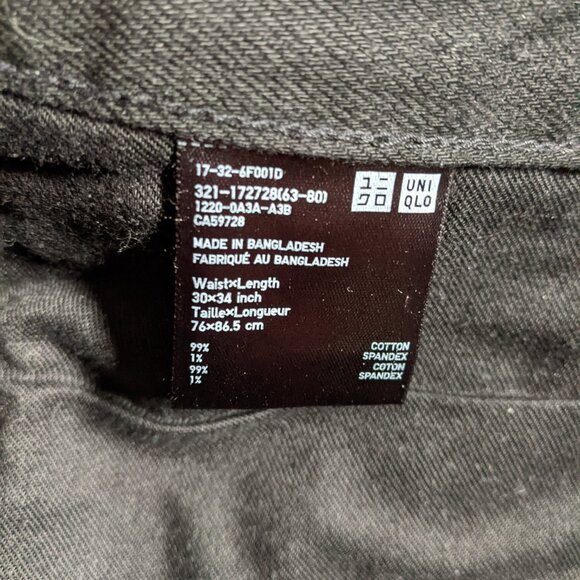 17-32-6F001D
321-172728(63-80)
1220-0A3A-A3B
CA59728
ユニ
クロ
UNI
QLO
MADE IN BANGLADESH
FABRIQUÉ AU BANGLADESH
Waist×Length
30×34 inch
Taille×Longueur
76×86.5 cm
99% COTTON
1% SPANDEX
99% COTON
1% SPANDEX